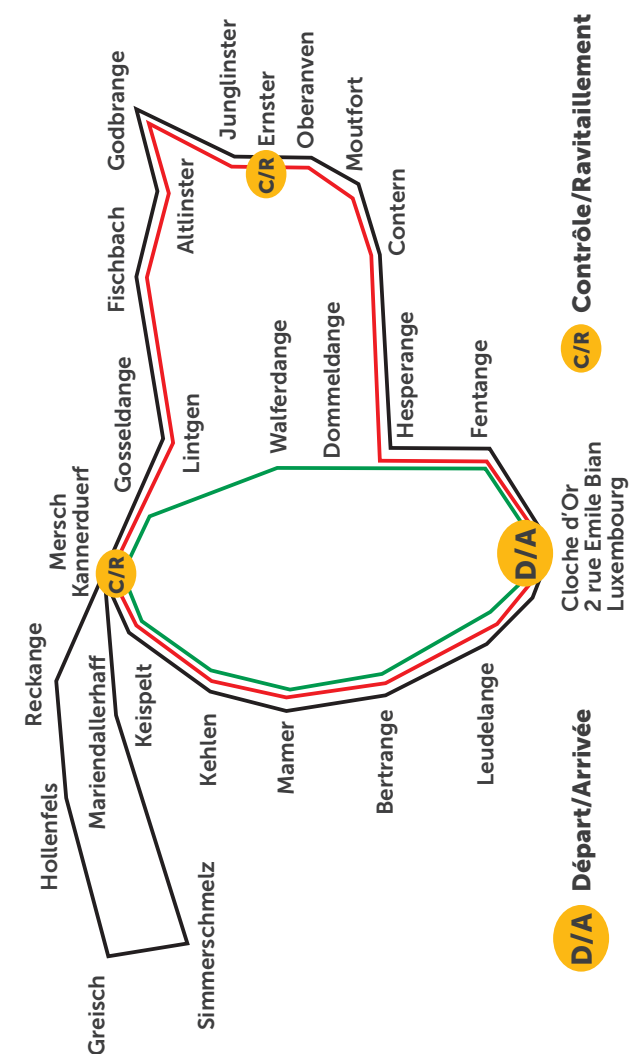 Reckange
Mersch
Kannerduerf
Gosseldange
Fischbach
Godbrange
Hollenfels
Mariendallerhaff
Greisch
Simmerschmelz
Keispelt
C/R
Lintgen
Altlinster
Junglinster
C/R
Ernster
Oberanven
Moutfort
Contern
Kehlen
Mamer
Bertrange
Leudelange
Walferdange
Dommeldange
Hesperange
Fentange
D/A
Cloche d'Or
2 rue Emile Bian
Luxembourg
D/A Départ/Arrivée
C/R Contrôle/Ravitaillement